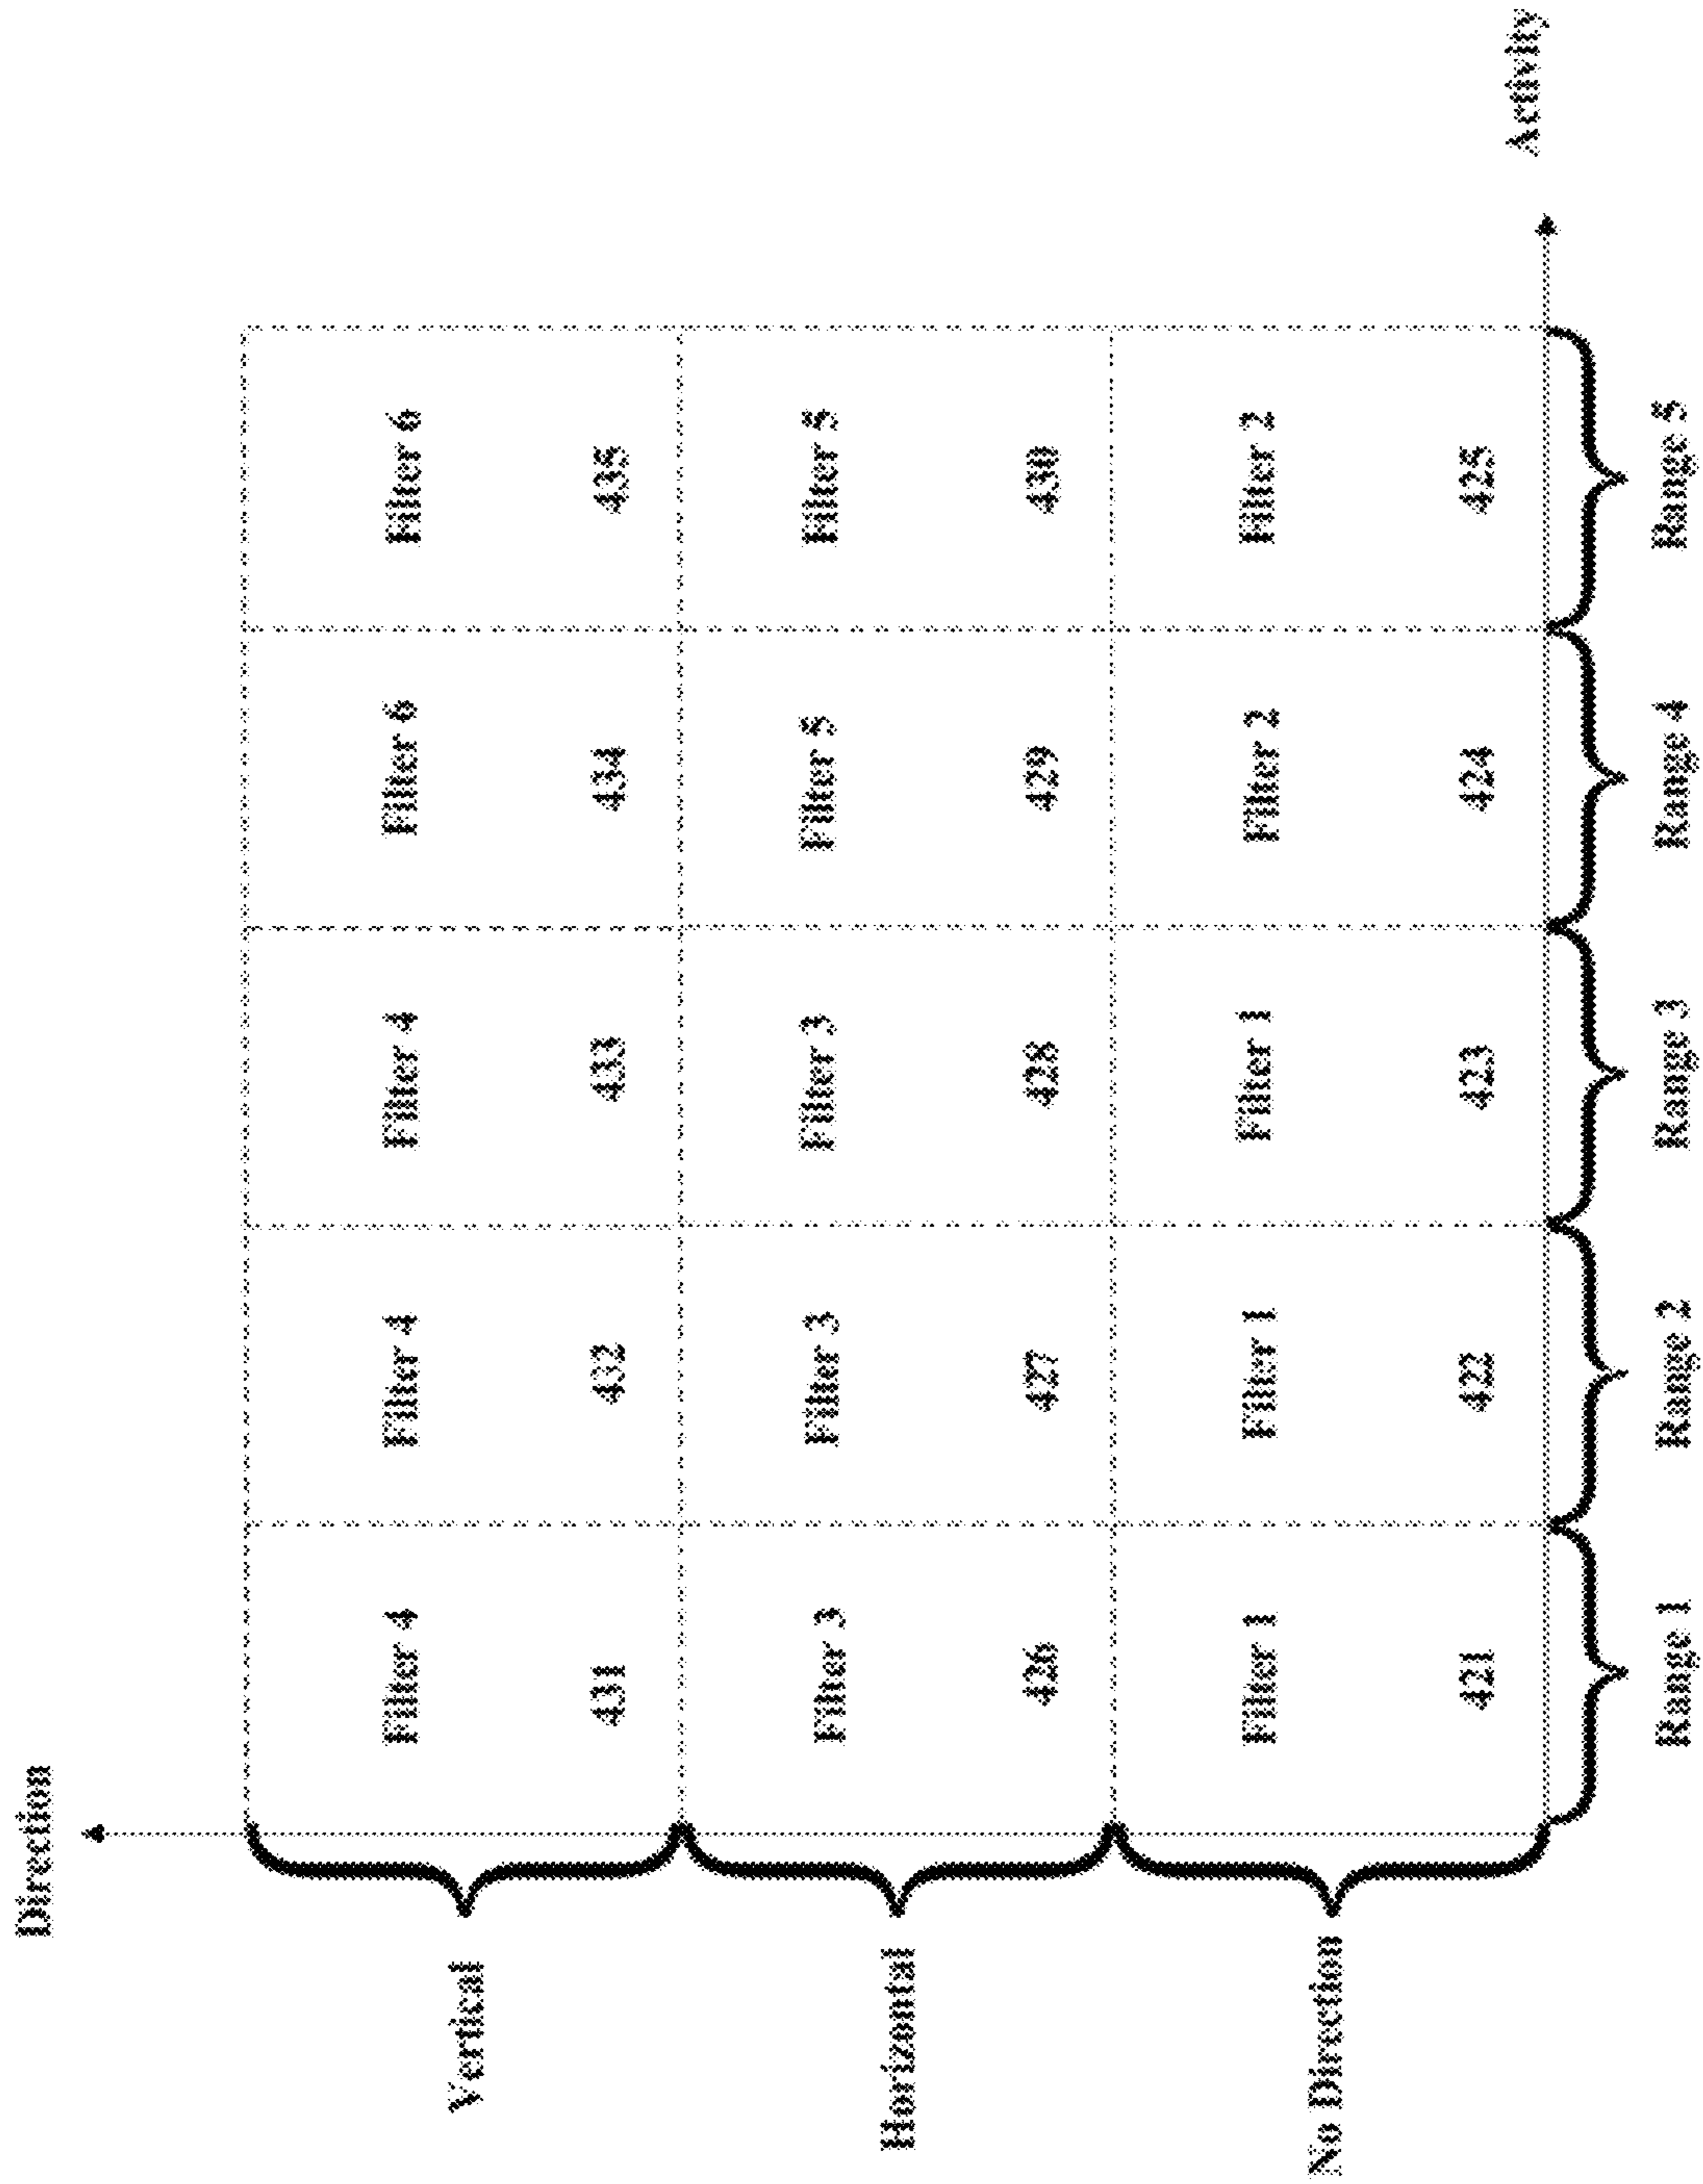 Direction
Vertical
Filter 4
431
Filter 4
432
Filter 4
433
Filter 6
434
Filter 6
435
Horizontal
Filter 3
426
Filter 3
427
Filter 3
428
Filter 5
429
Filter 5
430
No Direction
Filter 1
421
Filter 1
422
Filter 1
423
Filter 2
424
Filter 2
425
Activity
Range 1
Range 2
Range 3
Range 4
Range 5